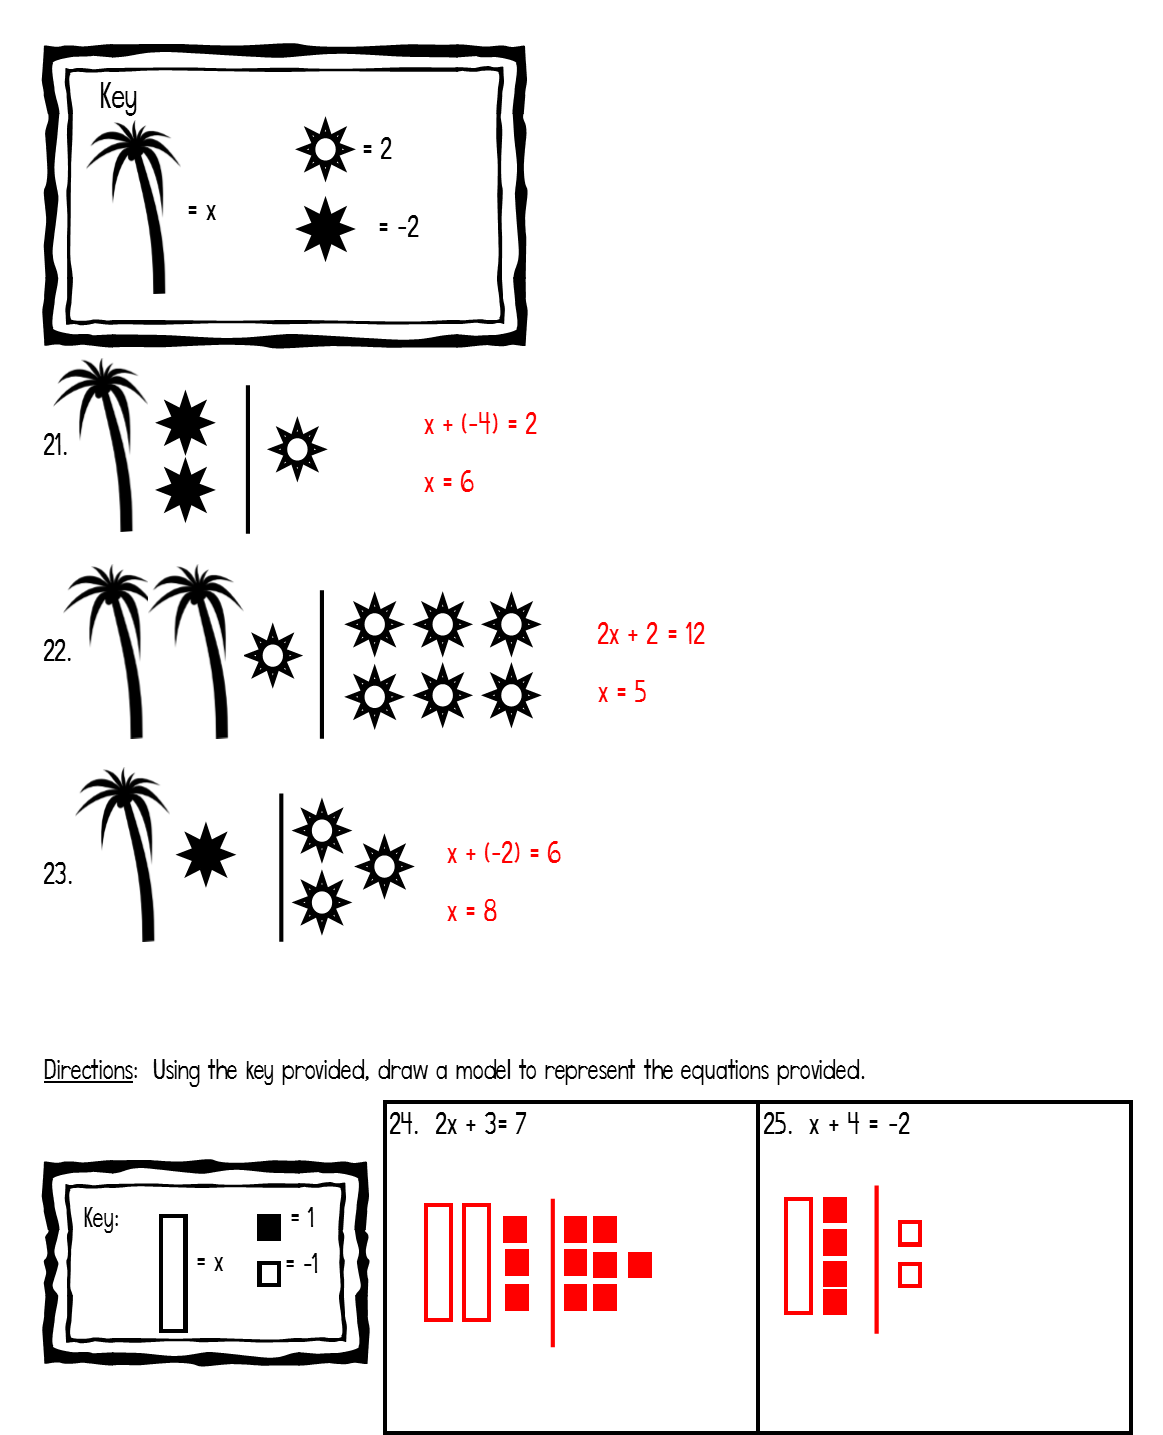 Key
= 2
= x
= -2
21.
x + (-4) = 2
x = 6
22.
2x + 2 = 12
x = 5
23.
x + (-2) = 6
x = 8
Directions:  Using the key provided, draw a model to represent the equations provided.
24.  2x + 3= 7
25.  x + 4 = -2
Key:
= 1
= x
= -1